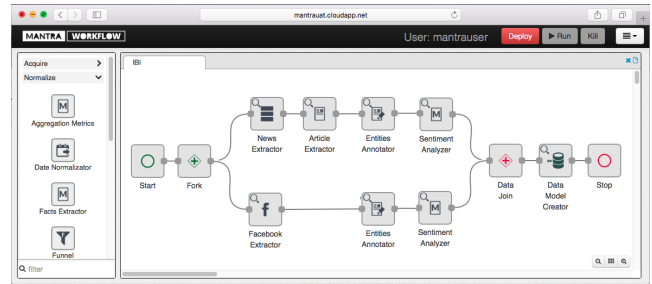 mantrauat.cloudapp.net
MANTRA WORKFLOW
User: mantrauser
Deploy
Run
Kill
Acquire
Normalize
Aggregation Metrics
Date Normalizator
Facts Extractor
Funnel
filter
IBI
Start
Fork
News
Extractor
Article
Extractor
Entities
Annotator
Sentiment
Analyzer
Facebook
Extractor
Entities
Annotator
Sentiment
Analyzer
Data
Join
Data
Model
Creator
Stop